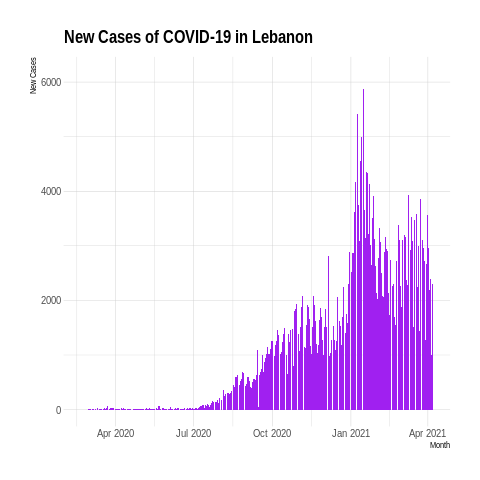 New Cases of COVID-19 in Lebanon
New Cases
6000
4000
2000
0
Apr 2020
Jul 2020
Oct 2020
Jan 2021
Apr 2021
Month